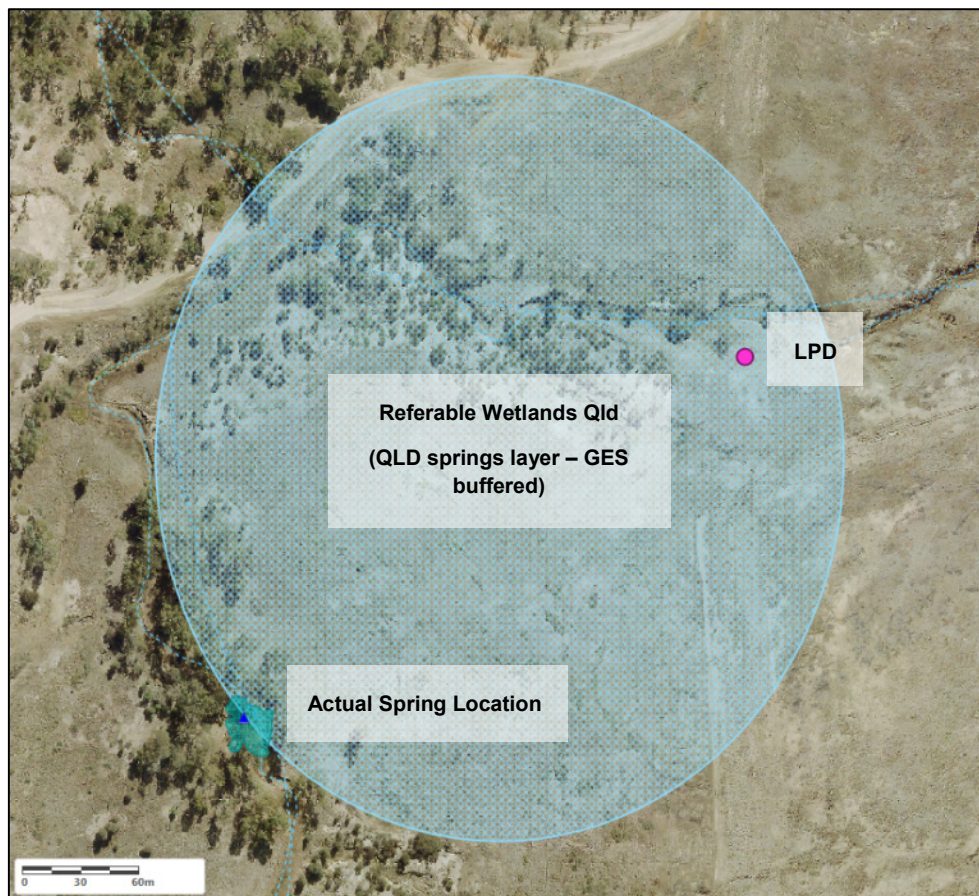 LPD
Referable Wetlands Qld
(QLD springs layer – GES
buffered)
Actual Spring Location
0 30 60m